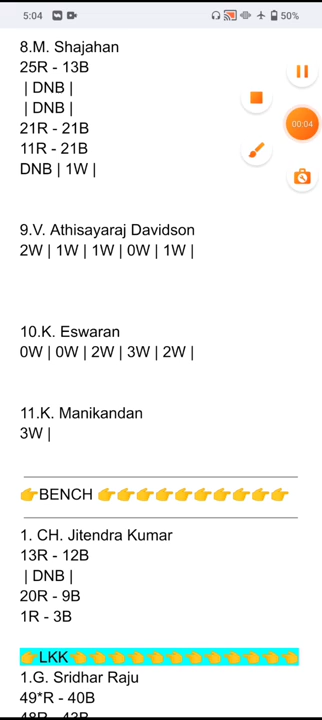 5:04
50%
00:04
8.M. Shajahan
25R - 13B
| DNB |
| DNB |
21R - 21B
11R - 21B
DNB | 1W |
9.V. Athisayaraj Davidson
2W | 1W | 1W | 0W | 1W |
10.K. Eswaran
0W | 0W | 2W | 3W | 2W |
11.K. Manikandan
3W |
👉BENCH 👉👉👉👉👉👉👉👉👉👉
1. CH. Jitendra Kumar
13R - 12B
| DNB |
20R - 9B
1R - 3B
👉LKK👈👈👈👈👈👈👈👈👈👈👈👈
1.G. Sridhar Raju
49*R - 40B
48R - 43B